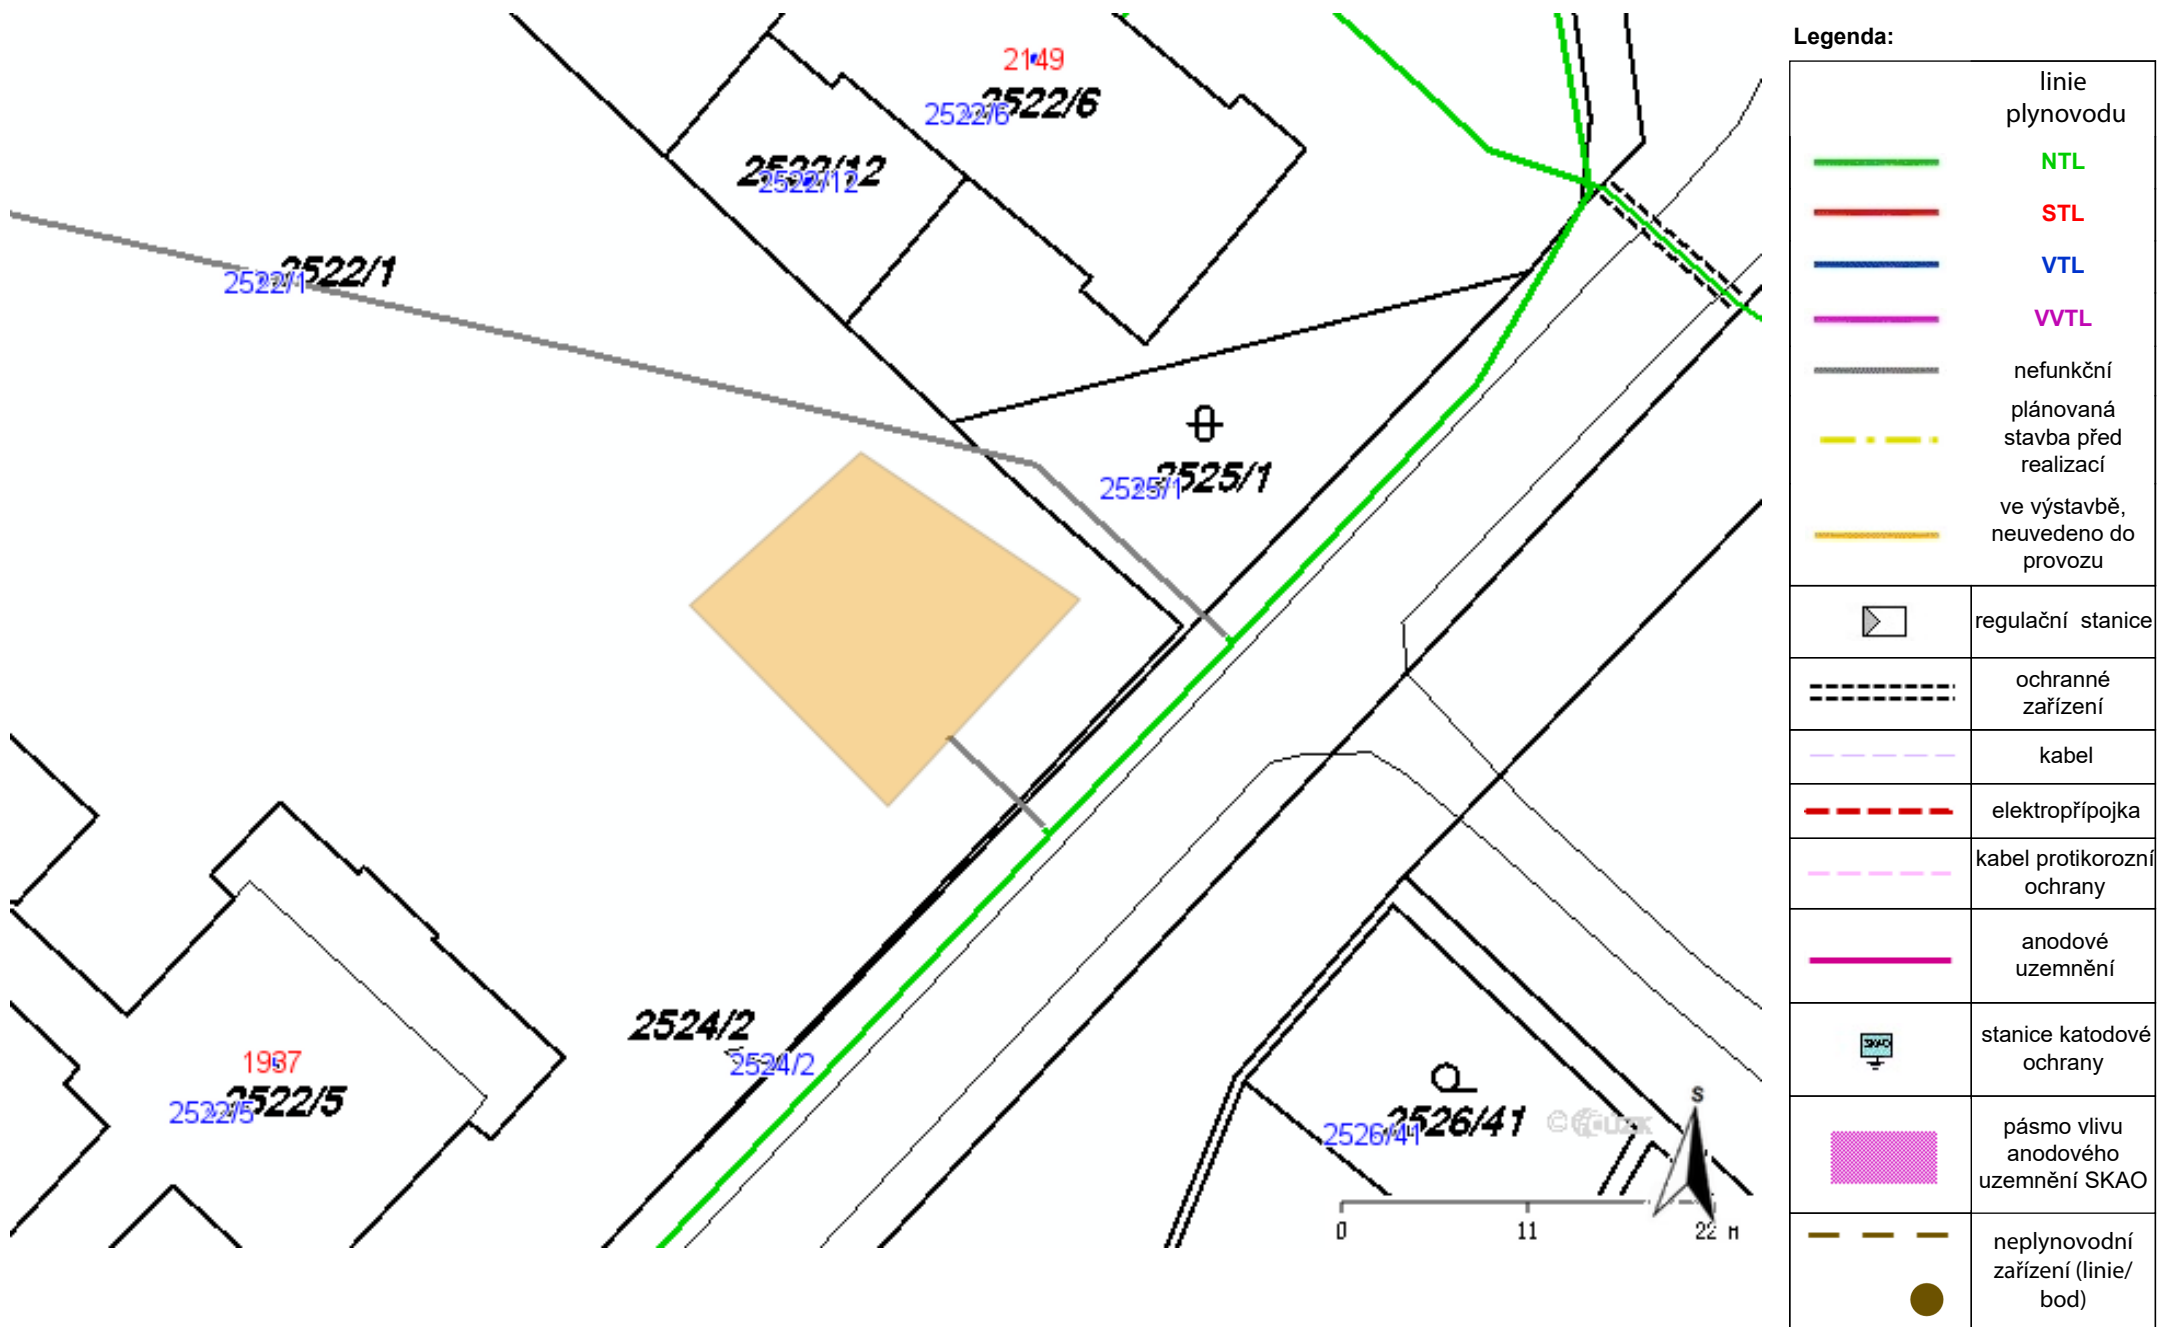 2149
2522/6
2522/6
2522/12
2522/12
2522/1
2522/1
2525/1
2525/1
2524/2
2524/2
1937
2522/5
2522/5
2526/41
2526/41
©ČÚZK
S
0 11 22 M
Legenda:
linie
plynovodu
NTL
STL
VTL
VVTL
nefunkční
plánovaná
stavba před
realizací
ve výstavbě,
neuvedeno do
provozu
regulační stanice
ochranné
zařízení
kabel
elektropřípojka
kabel protikorozní
ochrany
anodové
uzemnění
SKAO
stanice katodové
ochrany
pásmo vlivu
anodového
uzemnění SKAO
neplynovodní
zařízení (linie/
bod)